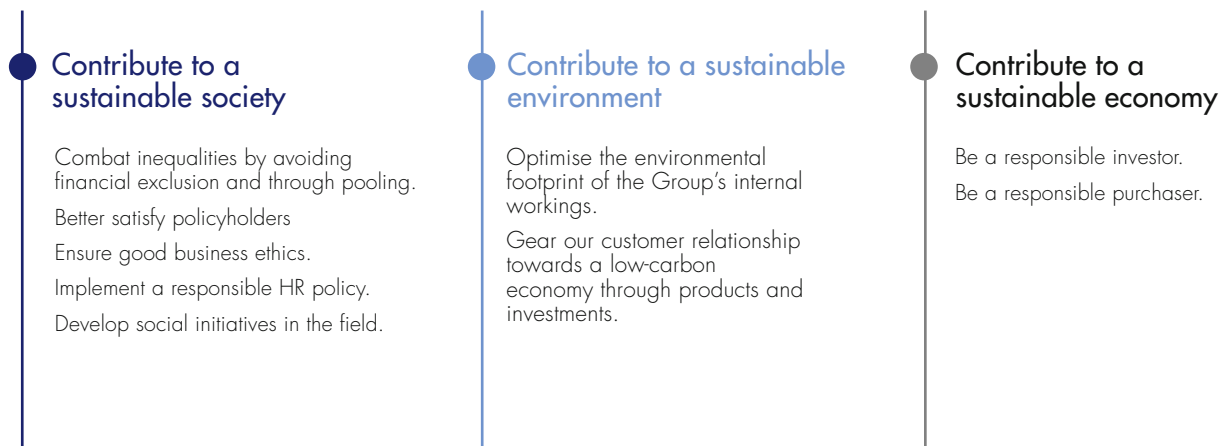 Contribute to a
sustainable society
Combat inequalities by avoiding
financial exclusion and through pooling.
Better satisfy policyholders
Ensure good business ethics.
Implement a responsible HR policy.
Develop social initiatives in the field.
Contribute to a sustainable
environment
Optimise the environmental
footprint of the Group’s internal
workings.
Gear our customer relationship
towards a low-carbon
economy through products and
investments.
Contribute to a
sustainable economy
Be a responsible investor.
Be a responsible purchaser.